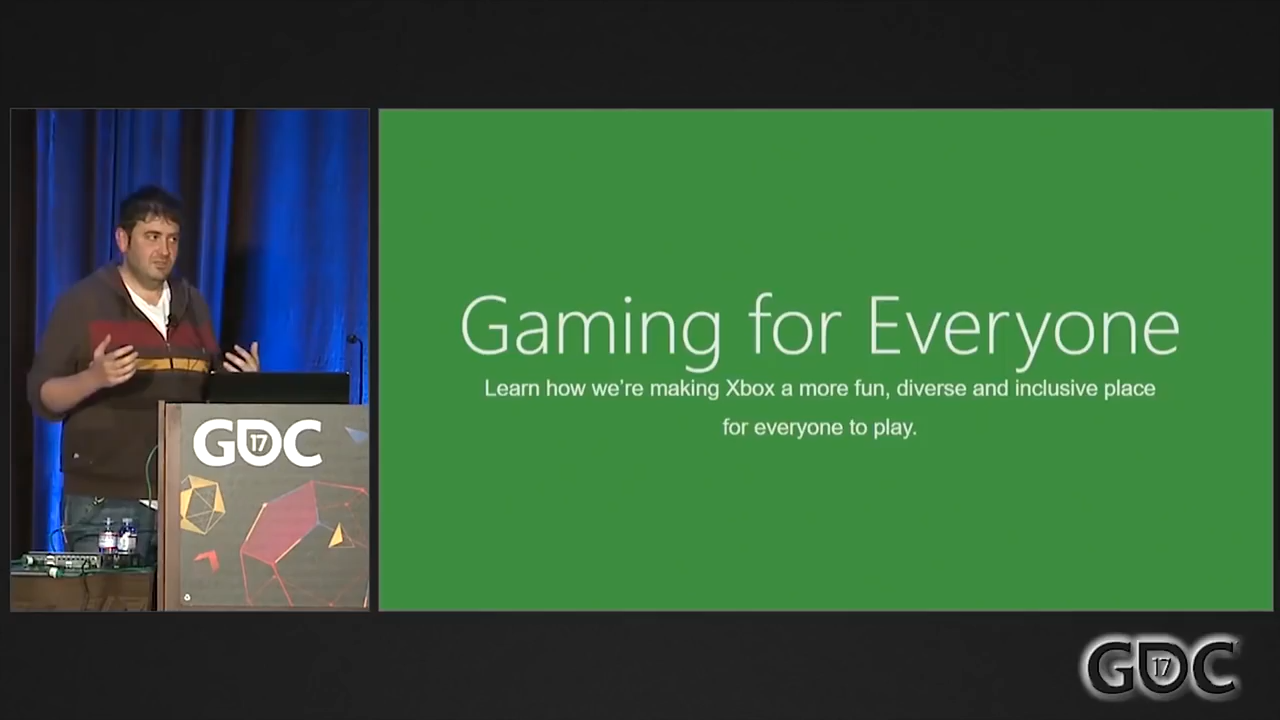 Gaming for Everyone
Learn how we're making Xbox a more fun, diverse and inclusive place
for everyone to play.
GDC
17
GDC
17